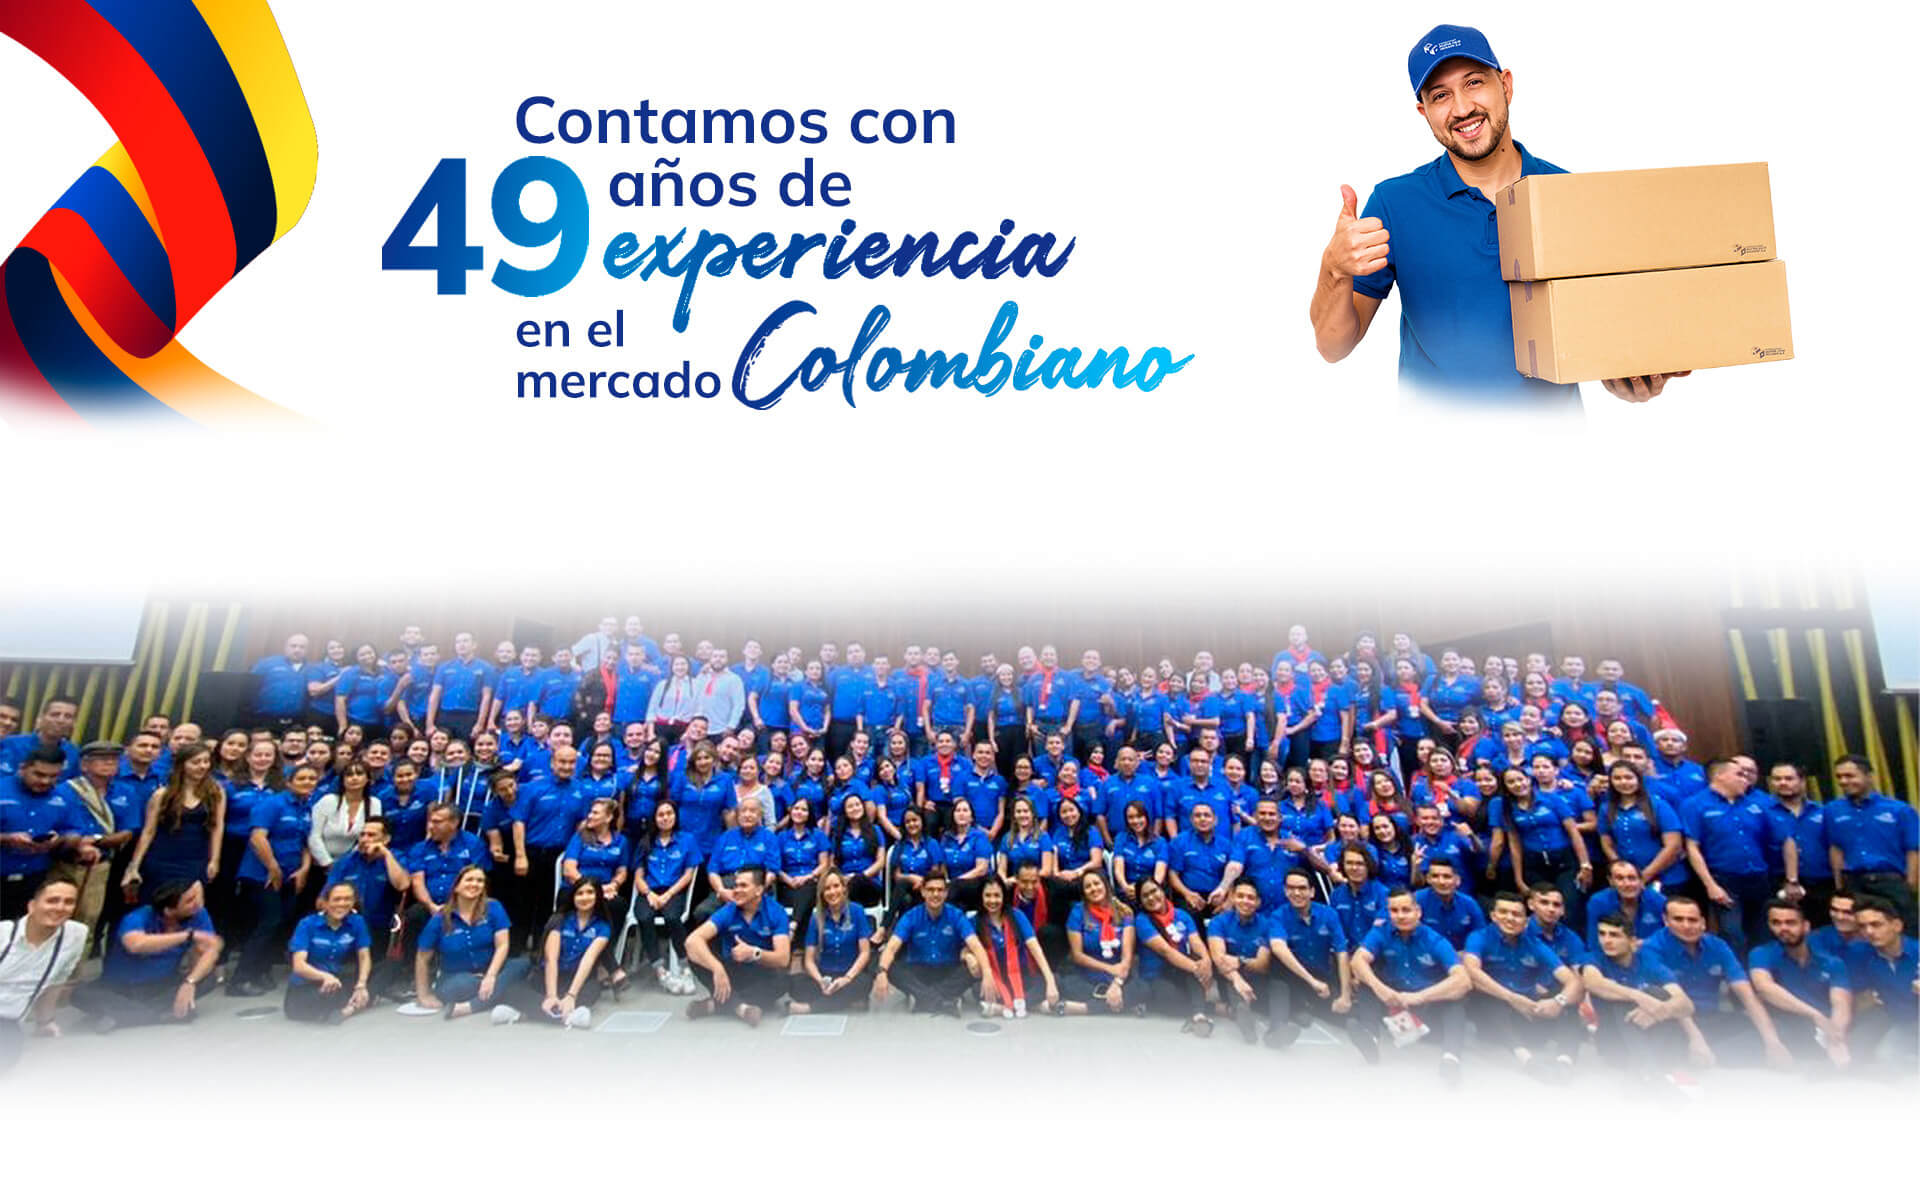 Contamos con
49 años de
experiencia
en el
mercado Colombiano